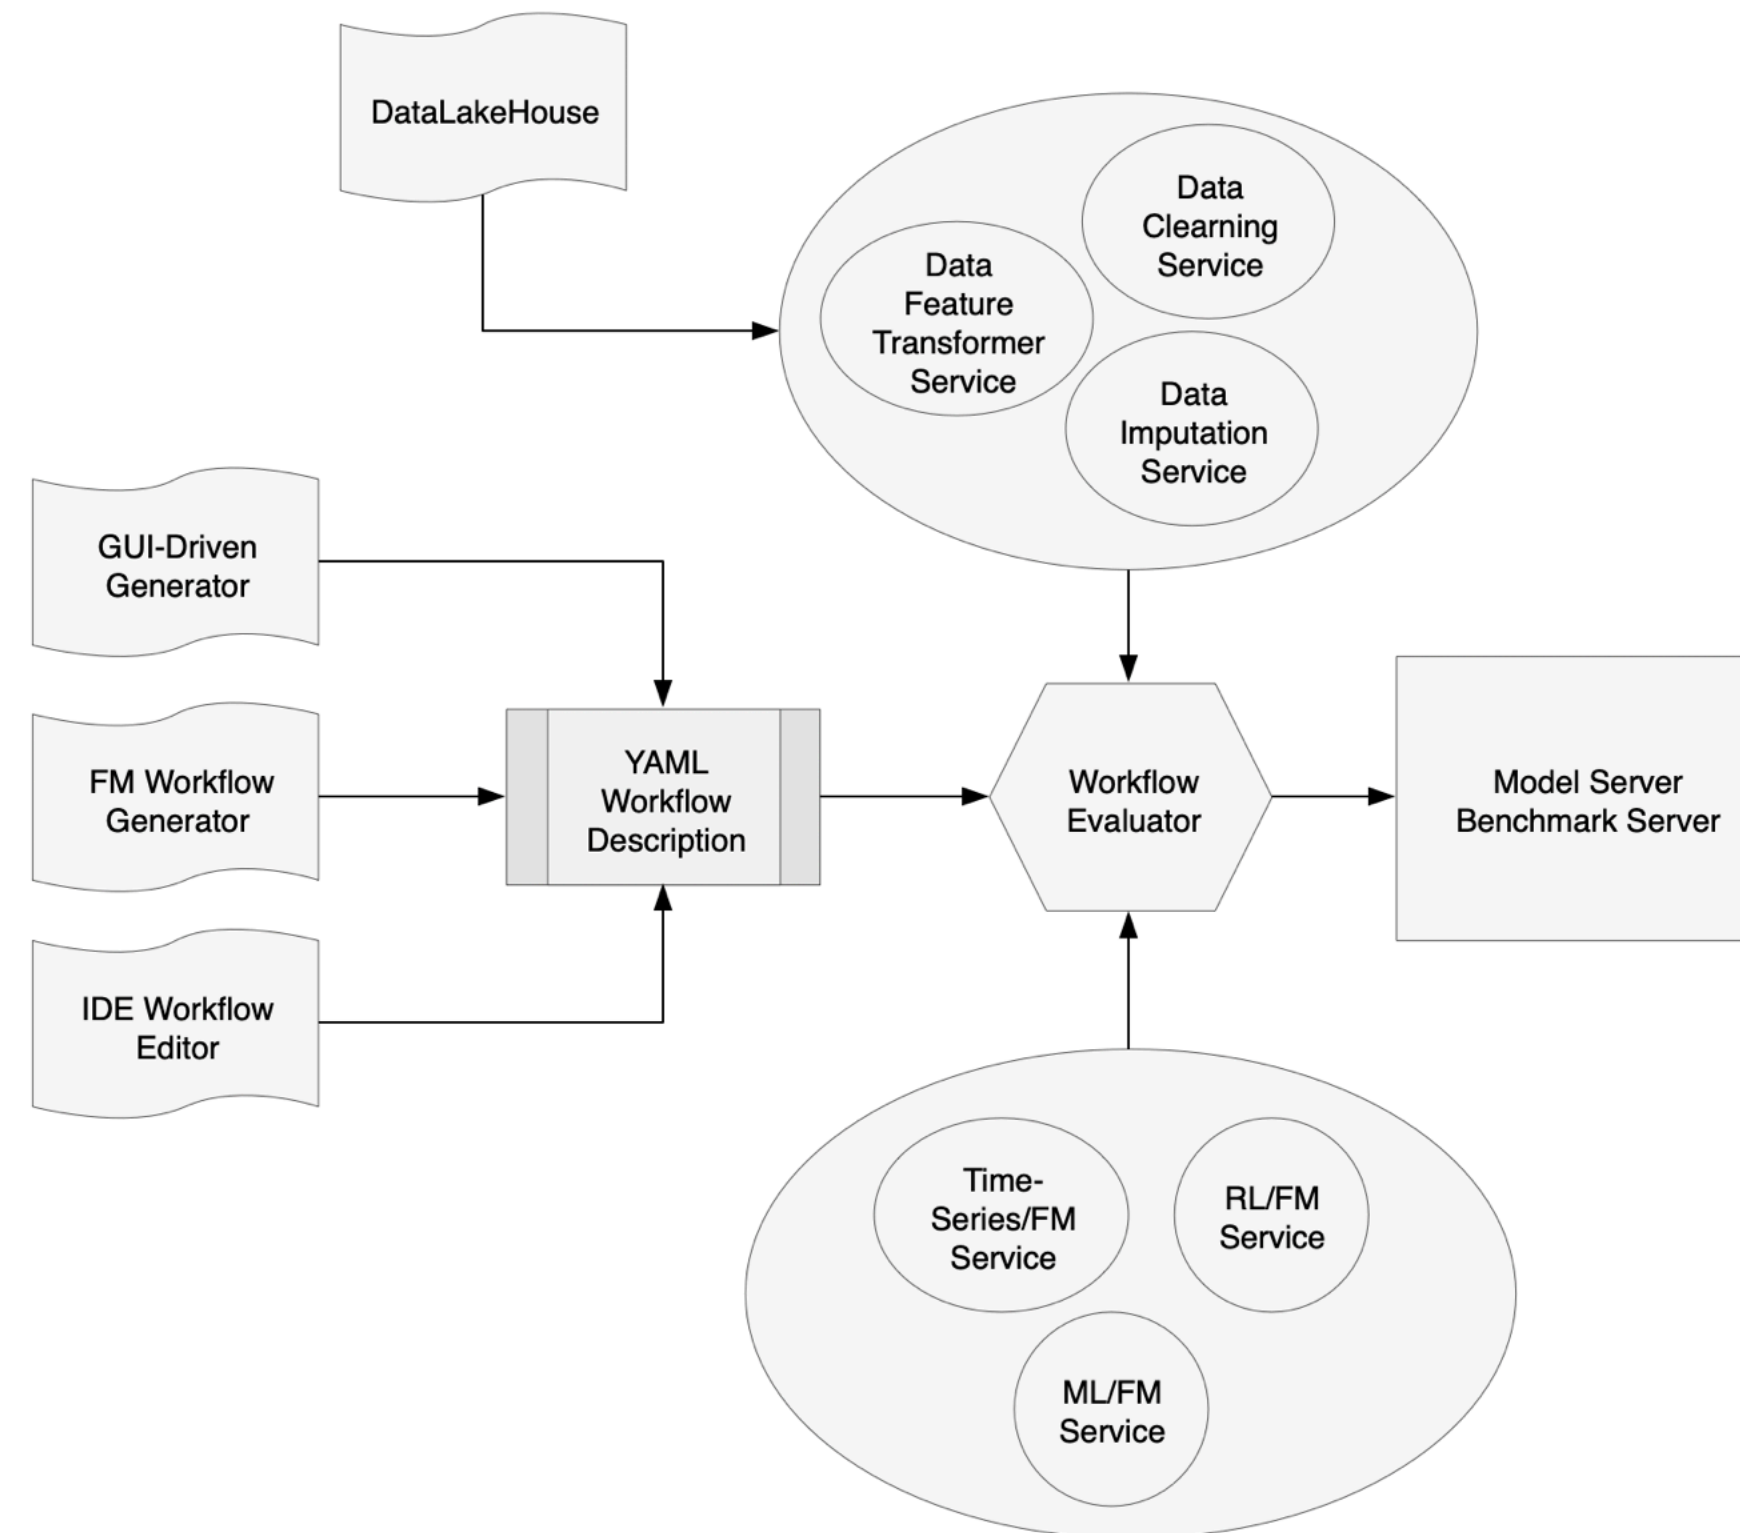 DataLakeHouse
Data
Clearning
Service
Data
Feature
Transformer
Service
Data
Imputation
Service
GUI-Driven
Generator
FM Workflow
Generator
IDE Workflow
Editor
YAML
Workflow
Description
Workflow
Evaluator
Model Server
Benchmark Server
Time-
Series/FM
Service
RL/FM
Service
ML/FM
Service